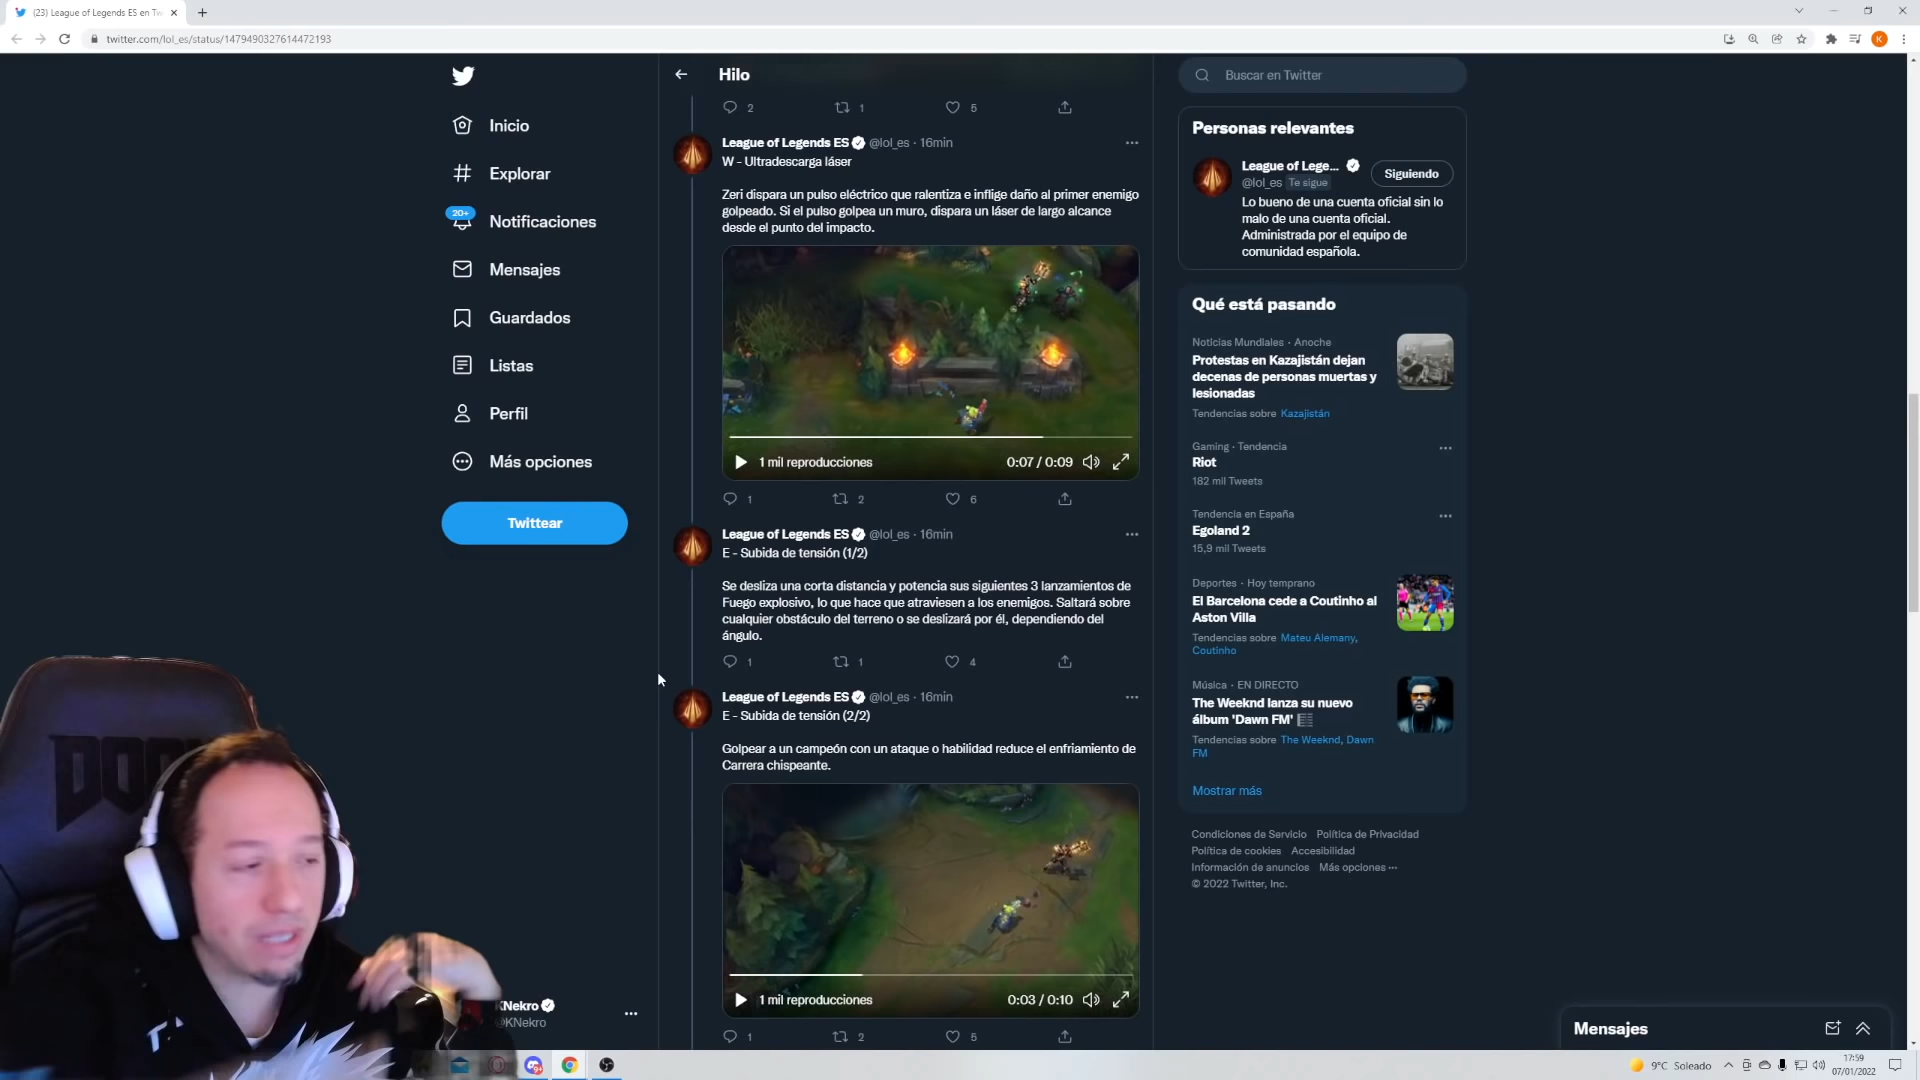 (23) League of Legends ES en Tw
twitter.com/lol_es/status/1479490327614472193
K
Inicio
Explorar
20+
Notificaciones
Mensajes
Guardados
Listas
Perfil
Más opciones
Twittear
KNekro
@KNekro
Hilo
2 1 5
League of Legends ES @lol_es · 16min
W - Ultradescarga láser
Zeri dispara un pulso eléctrico que ralentiza e inflige daño al primer enemigo
golpeado. Si el pulso golpea un muro, dispara un láser de largo alcance
desde el punto del impacto.
1 mil reproducciones 0:07 / 0:09
1 2 6
League of Legends ES @lol_es · 16min
E - Subida de tensión (1/2)
Se desliza una corta distancia y potencia sus siguientes 3 lanzamientos de
Fuego explosivo, lo que hace que atraviesen a los enemigos. Saltará sobre
cualquier obstáculo del terreno o se deslizará por él, dependiendo del
ángulo.
1 1 4
League of Legends ES @lol_es · 16min
E - Subida de tensión (2/2)
Golpear a un campeón con un ataque o habilidad reduce el enfriamiento de
Carrera chispeante.
1 mil reproducciones 0:03 / 0:10
1 2 5
Buscar en Twitter
Personas relevantes
League of Lege...
@lol_es Te sigue
Siguiendo
Lo bueno de una cuenta oficial sin lo
malo de una cuenta oficial.
Administrada por el equipo de
comunidad española.
Qué está pasando
Noticias Mundiales · Anoche
Protestas en Kazajistán dejan
decenas de personas muertas y
lesionadas
Tendencias sobre Kazajistán
Gaming · Tendencia
Riot
182 mil Tweets
Tendencia en España
Egoland 2
15,9 mil Tweets
Deportes · Hoy temprano
El Barcelona cede a Coutinho al
Aston Villa
Tendencias sobre Mateu Alemany,
Coutinho
Música · EN DIRECTO
The Weeknd lanza su nuevo
álbum 'Dawn FM'
Tendencias sobre The Weeknd, Dawn
FM
Mostrar más
Condiciones de Servicio Política de Privacidad
Política de cookies Accesibilidad
Información de anuncios Más opciones ···
© 2022 Twitter, Inc.
Mensajes
9°C Soleado
17:59
07/01/2022